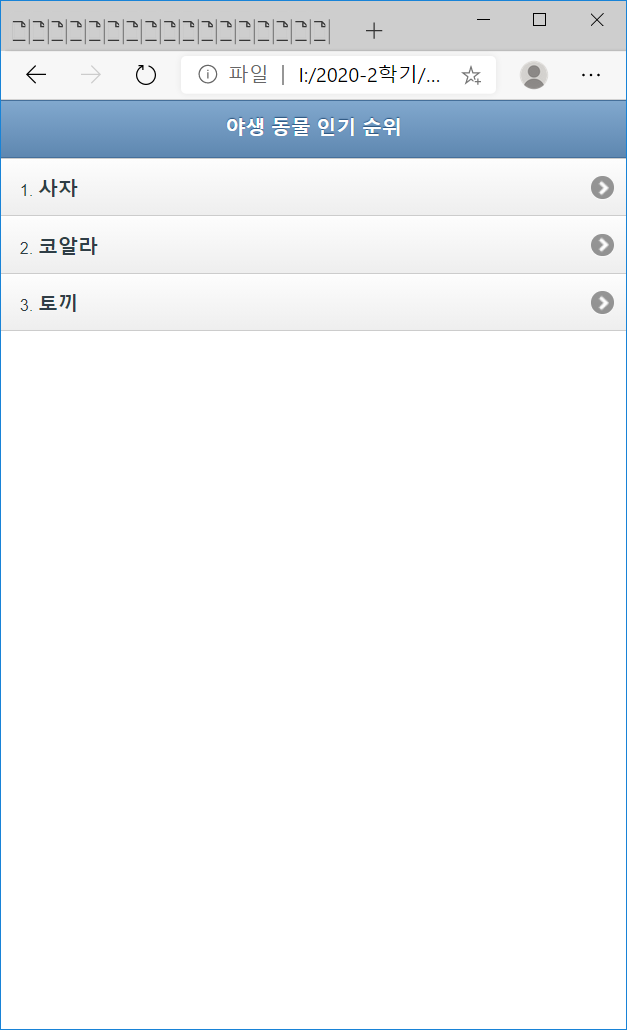 파일 | I:/2020-2학기/...
야생 동물 인기 순위
1. 사자
2. 코알라
3. 토끼